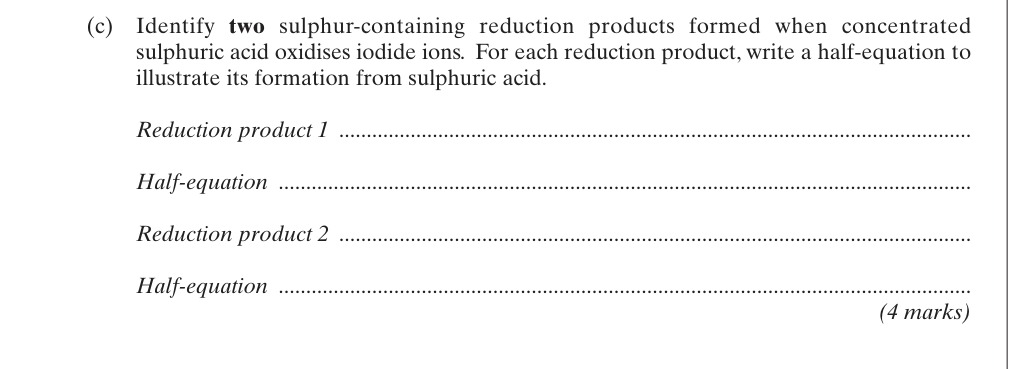 (c) Identify two sulphur-containing reduction products formed when concentrated
sulphuric acid oxidises iodide ions. For each reduction product, write a half-equation to
illustrate its formation from sulphuric acid.
Reduction product 1 ....................................................................................................................
Half-equation ...............................................................................................................................
Reduction product 2 ....................................................................................................................
Half-equation ...............................................................................................................................
(4 marks)